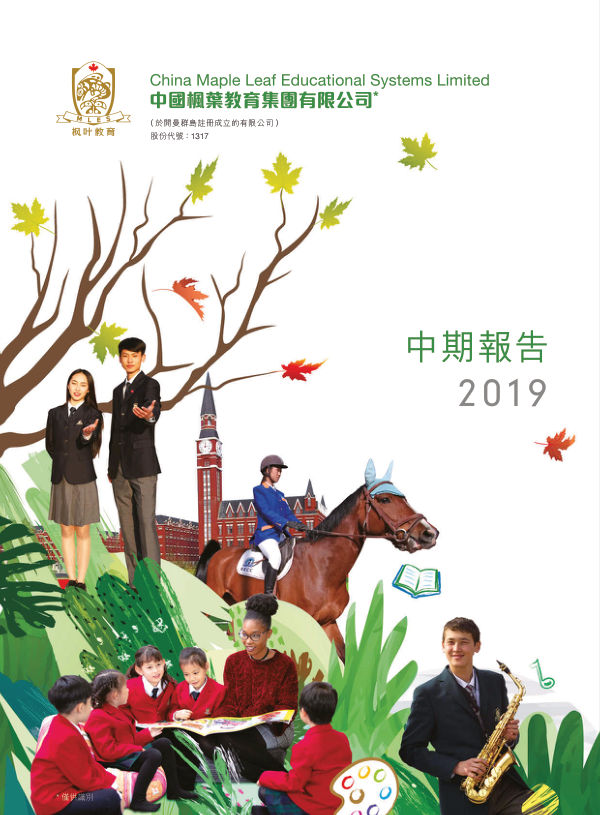 China Maple Leaf Educational Systems Limited
中國楓葉教育集團有限公司*
(於開曼群島註冊成立的有限公司)
股份代號：1317
MLES
枫叶教育
中期報告
2019
* 僅供識別